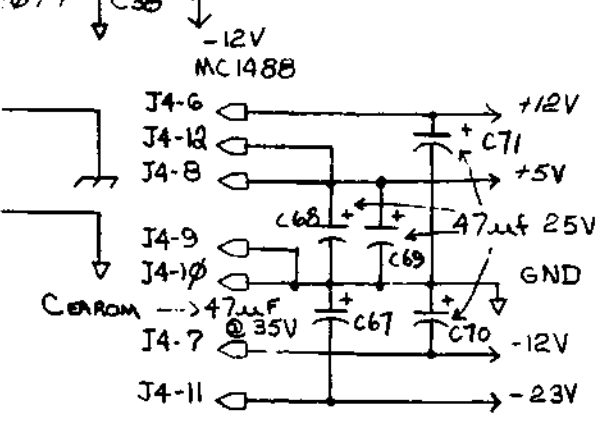 C38
-12V
MC1488
J4-6
+12V
J4-12
+ C71
J4-8
+5V
C68 + +
47uf 25V
J4-9
C69
J4-10
GND
CEAROM --->47uF
@ 35V
+ C67
+ C70
J4-7
-12V
J4-11
-23V